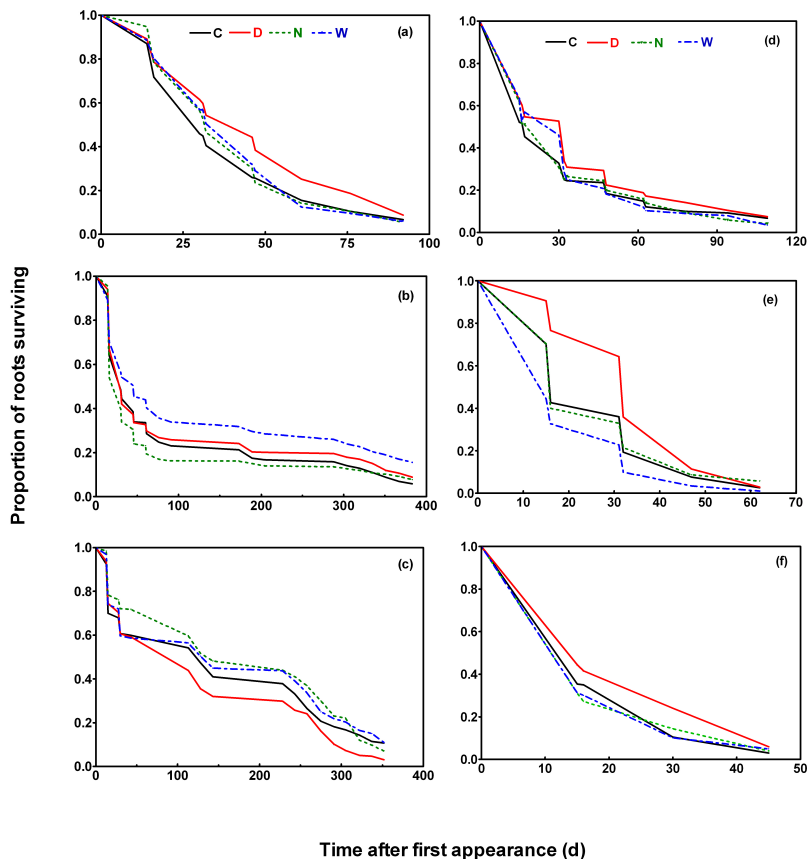 C D N W (a)
1.0
0.8
0.6
0.4
0.2
0.0
0 25 50 75 100
C D N W (d)
1.0
0.8
0.6
0.4
0.2
0.0
0 30 60 90 120
(b)
1.0
0.8
0.6
0.4
0.2
0.0
0 100 200 300 400
(e)
1.0
0.8
0.6
0.4
0.2
0.0
0 10 20 30 40 50 60 70
(c)
1.0
0.8
0.6
0.4
0.2
0.0
0 100 200 300 400
(f)
1.0
0.8
0.6
0.4
0.2
0.0
0 10 20 30 40 50
Proportion of roots surviving
Time after first appearance (d)